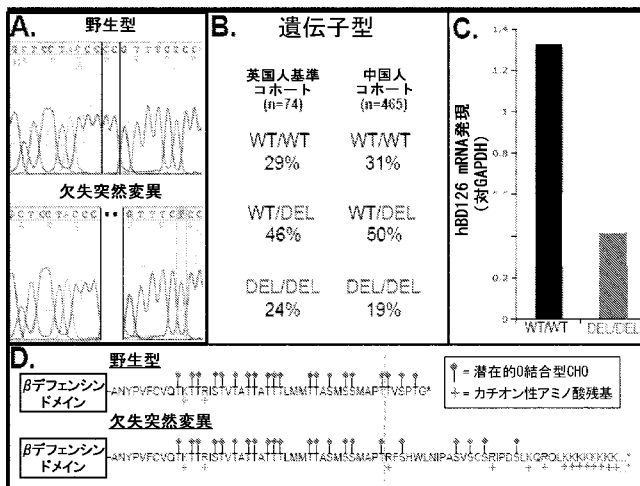 A.
野生型
欠失突然変異
B.
遺伝子型
英国人基準
コホート
(n=74)
中国人
コホート
(n=465)
WT/WT
29%
WT/WT
31%
WT/DEL
46%
WT/DEL
50%
DEL/DEL
24%
DEL/DEL
19%
C.
hBD126 mRNA発現
(対GAPDH)
1.4
1.2
1
0.2
0
WT/WT
DEL/DEL
D.
野生型
βデフェンシン
ドメイン
-ANYPVFCVQTKTTRISTVTATTATTTLMMTTASMSSMAPTTVSPTG*
欠失突然変異
βデフェンシン
ドメイン
= 潜在的O結合型CHO
= カチオン性アミノ酸残基